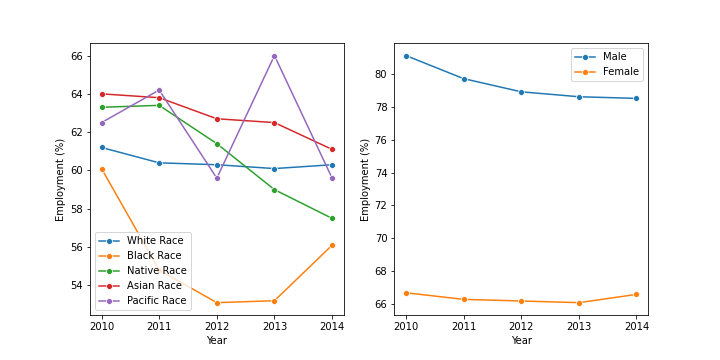 66
64
62
60
58
56
54
Employment (%)
White Race
Black Race
Native Race
Asian Race
Pacific Race
2010 2011 2012 2013 2014
Year
80
78
76
74
72
70
68
66
Employment (%)
Male
Female
2010 2011 2012 2013 2014
Year